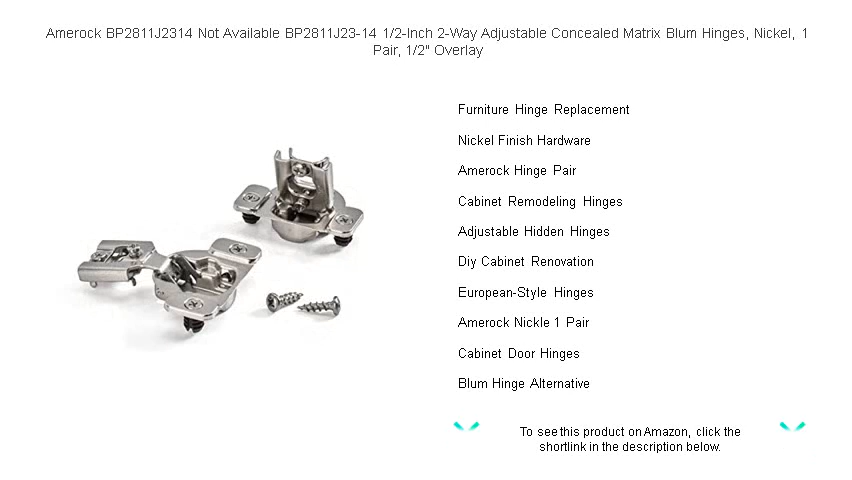 Amerock BP2811J2314 Not Available BP2811J23-14 1/2-Inch 2-Way Adjustable Concealed Matrix Blum Hinges, Nickel, 1
Pair, 1/2" Overlay
Furniture Hinge Replacement
Nickel Finish Hardware
Amerock Hinge Pair
Cabinet Remodeling Hinges
Adjustable Hidden Hinges
Diy Cabinet Renovation
European-Style Hinges
Amerock Nickle 1 Pair
Cabinet Door Hinges
Blum Hinge Alternative
To see this product on Amazon, click the
shortlink in the description below.